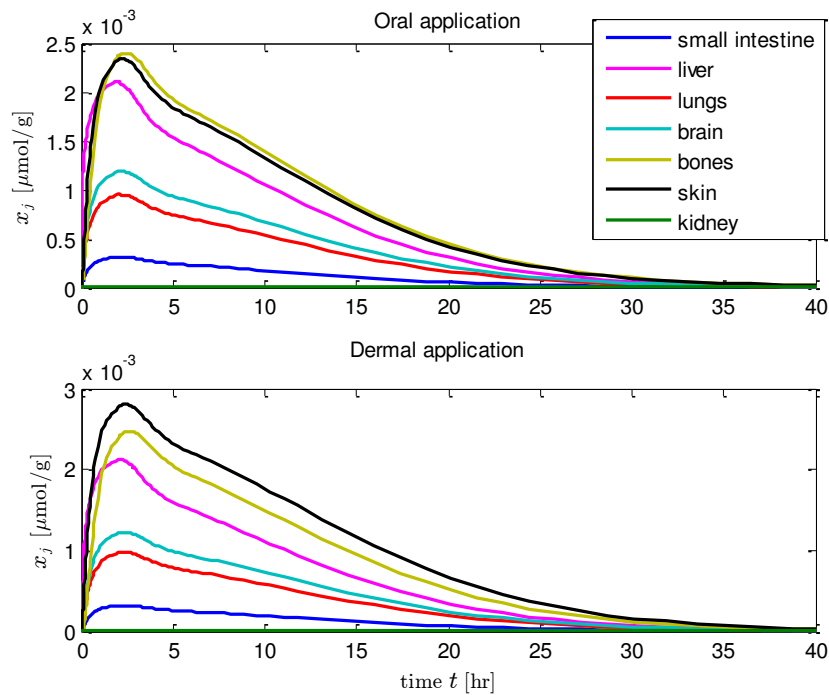 Oral application
x 10⁻³
2.5
2
1.5
1
0.5
0
x_j [μmol/g]
0 5 10 15 20 25 30 35 40
small intestine
liver
lungs
brain
bones
skin
kidney
Dermal application
x 10⁻³
3
2
1
0
x_j [μmol/g]
0 5 10 15 20 25 30 35 40
time t [hr]